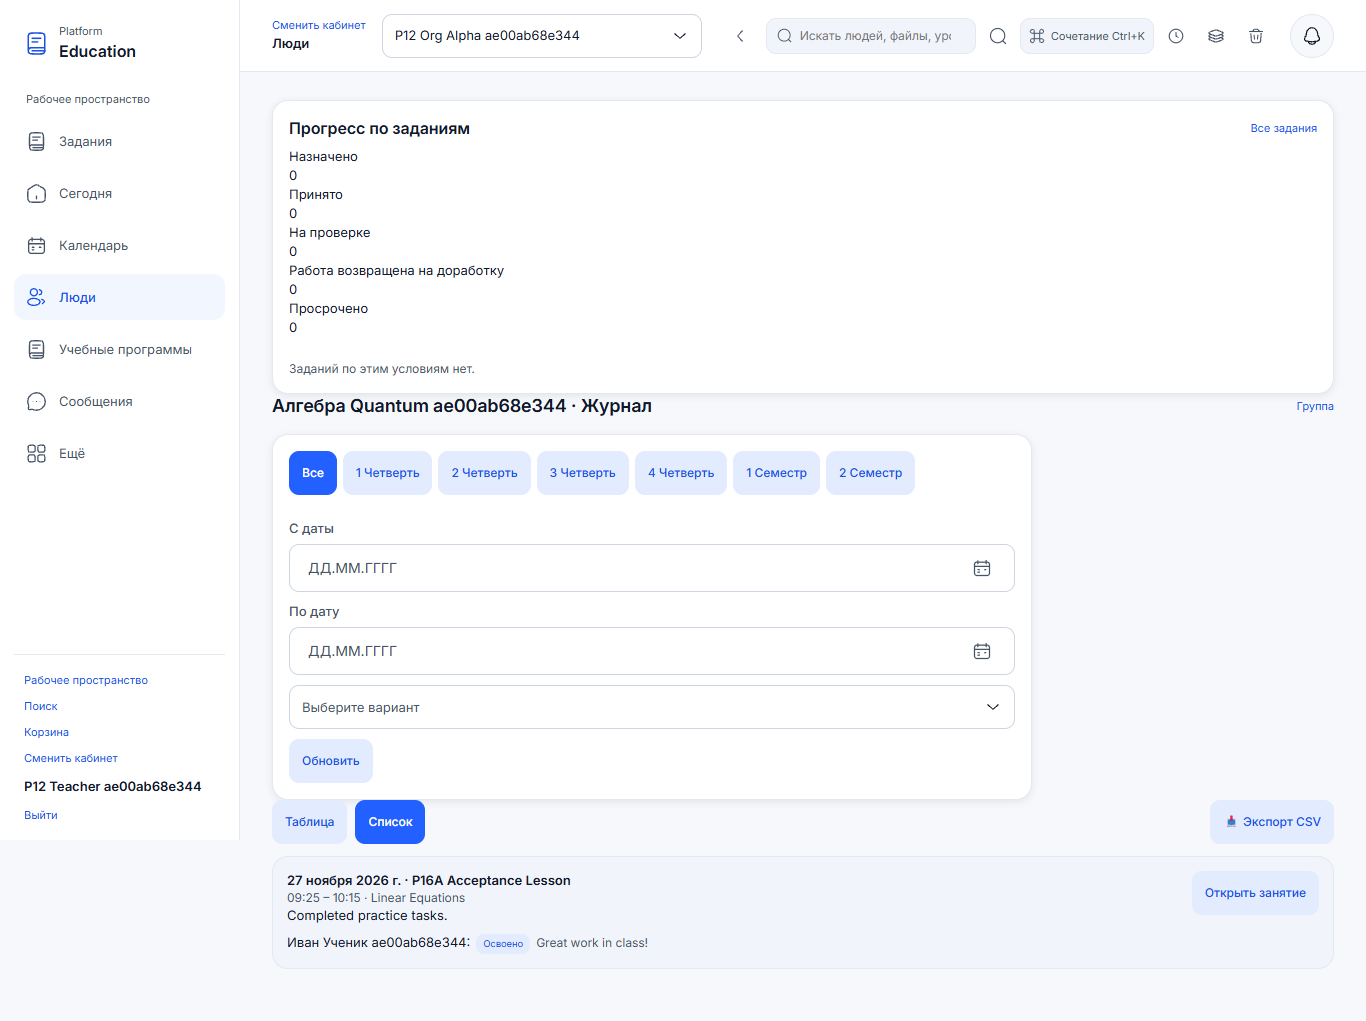 Platform
Education
Рабочее пространство
Задания
Сегодня
Календарь
Люди
Учебные программы
Сообщения
Ещё
Рабочее пространство
Поиск
Корзина
Сменить кабинет
P12 Teacher ae00ab68e344
Выйти
Сменить кабинет
Люди
P12 Org Alpha ae00ab68e344
Искать людей, файлы, уро
Сочетание Ctrl+K
Прогресс по заданиям
Все задания
Назначено
0
Принято
0
На проверке
0
Работа возвращена на доработку
0
Просрочено
0
Заданий по этим условиям нет.
Алгебра Quantum ae00ab68e344 · Журнал
Группа
Все
1 Четверть
2 Четверть
3 Четверть
4 Четверть
1 Семестр
2 Семестр
С даты
ДД.ММ.ГГГГ
По дату
ДД.ММ.ГГГГ
Выберите вариант
Обновить
Таблица
Список
Экспорт CSV
27 ноября 2026 г. · P16A Acceptance Lesson
09:25 – 10:15 · Linear Equations
Completed practice tasks.
Открыть занятие
Иван Ученик ae00ab68e344: Освоено Great work in class!